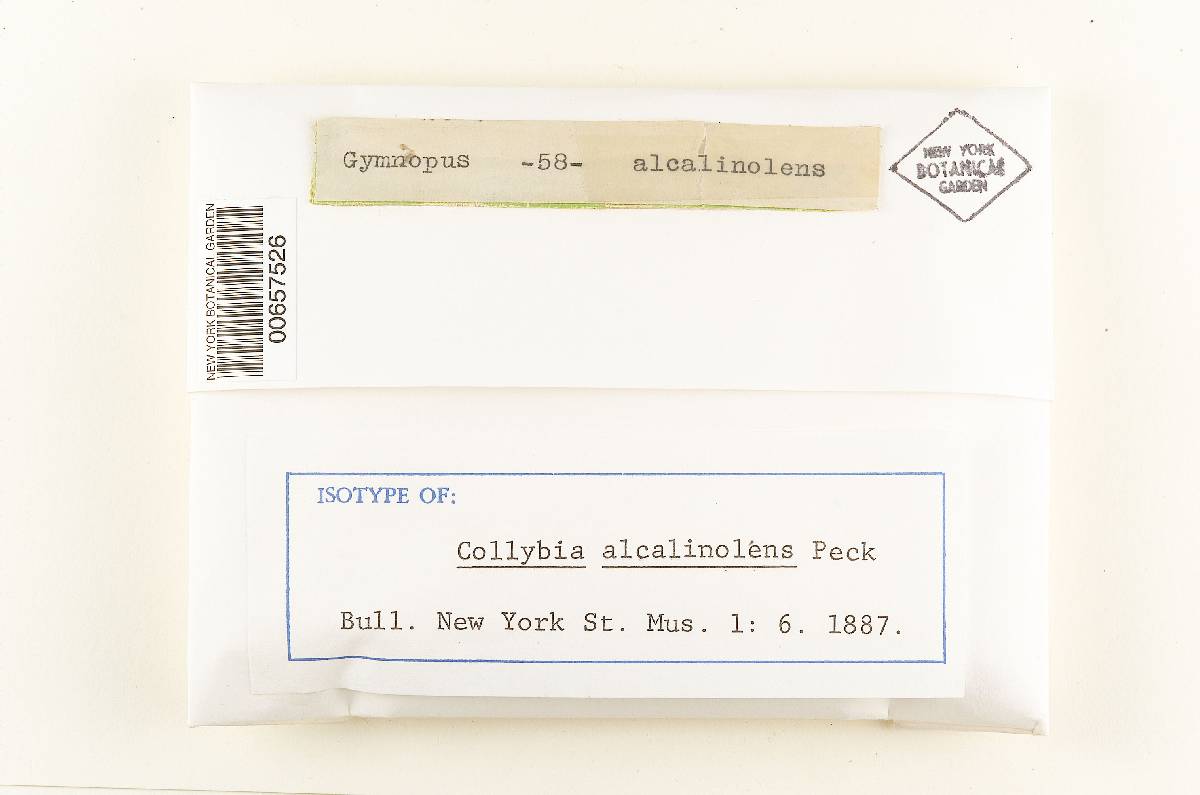 Gymnopus -58- alcalinolens
NEW YORK
BOTANICAL
GARDEN
NEW YORK BOTANICAL GARDEN
00657526
ISOTYPE OF:
Collybia alcalinolens Peck
Bull. New York St. Mus. 1: 6. 1887.